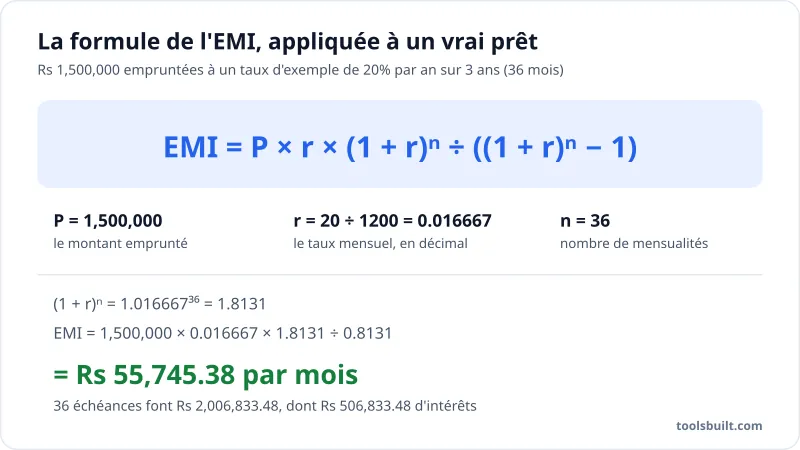 La formule de l'EMI, appliquée à un vrai prêt
Rs 1,500,000 empruntées à un taux d'exemple de 20% par an sur 3 ans (36 mois)
EMI = P × r × (1 + r)ⁿ ÷ ((1 + r)ⁿ − 1)
P = 1,500,000
le montant emprunté
r = 20 ÷ 1200 = 0.016667
le taux mensuel, en décimal
n = 36
nombre de mensualités
(1 + r)ⁿ = 1.016667³⁶ = 1.8131
EMI = 1,500,000 × 0.016667 × 1.8131 ÷ 0.8131
= Rs 55,745.38 par mois
36 échéances font Rs 2,006,833.48, dont Rs 506,833.48 d'intérêts
toolsbuilt.com